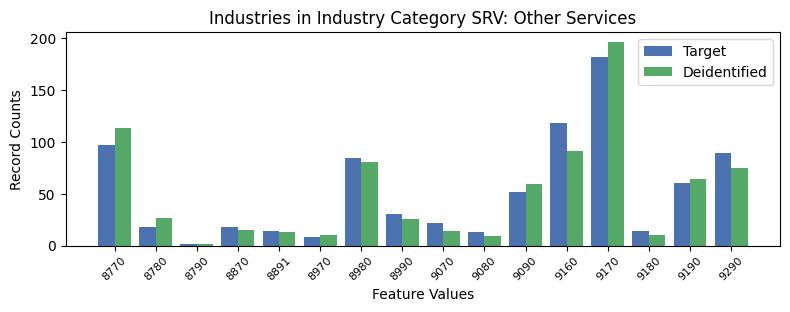 Industries in Industry Category SRV: Other Services
Target
Deidentified
Record Counts
200
150
100
50
0
8770 8780 8790 8870 8891 8970 8980 8990 9070 9080 9090 9160 9170 9180 9190 9290
Feature Values